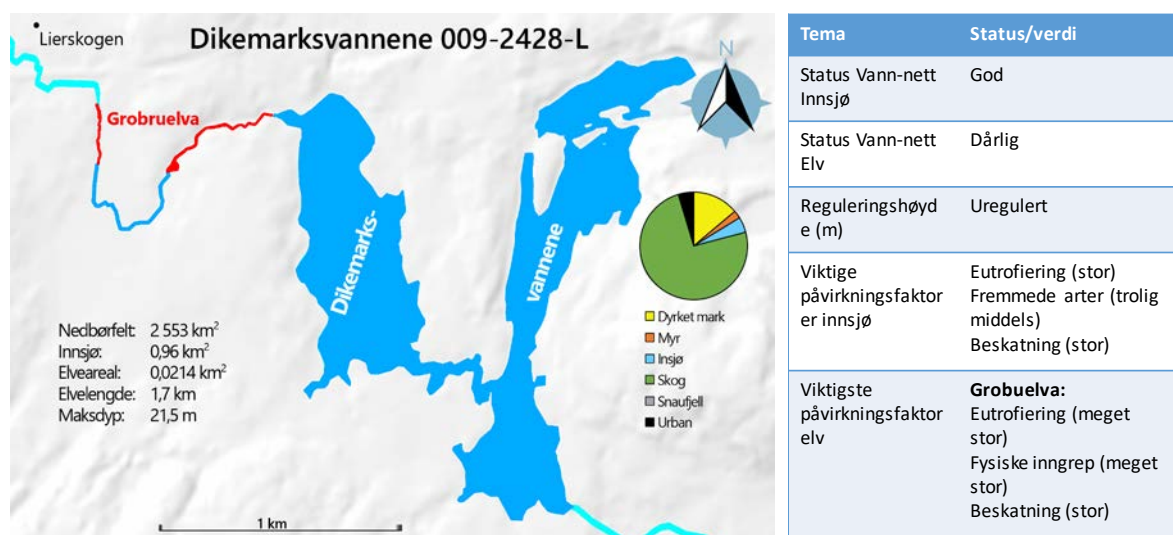 Lierskogen
Dikemarksvannene 009-2428-L
N
Grobruelva
Dikemarks-
vannene
Nedbørfelt: 2 553 km²
Innsjø: 0,96 km²
Elveareal: 0,0214 km²
Elvelengde: 1,7 km
Maksdyp: 21,5 m
Dyrket mark
Myr
Insjø
Skog
Snaufjell
Urban
1 km
Tema Status/verdi
Status Vann-nett God
Innsjø
Status Vann-nett Dårlig
Elv
Reguleringshøyd Uregulert
e (m)
Viktige Eutrofiering (stor)
påvirkningsfaktor Fremmede arter (trolig
er innsjø middels)
Beskatning (stor)
Viktigste Grobuelva:
påvirkningsfaktor Eutrofiering (meget
elv stor)
Fysiske inngrep (meget
stor)
Beskatning (stor)